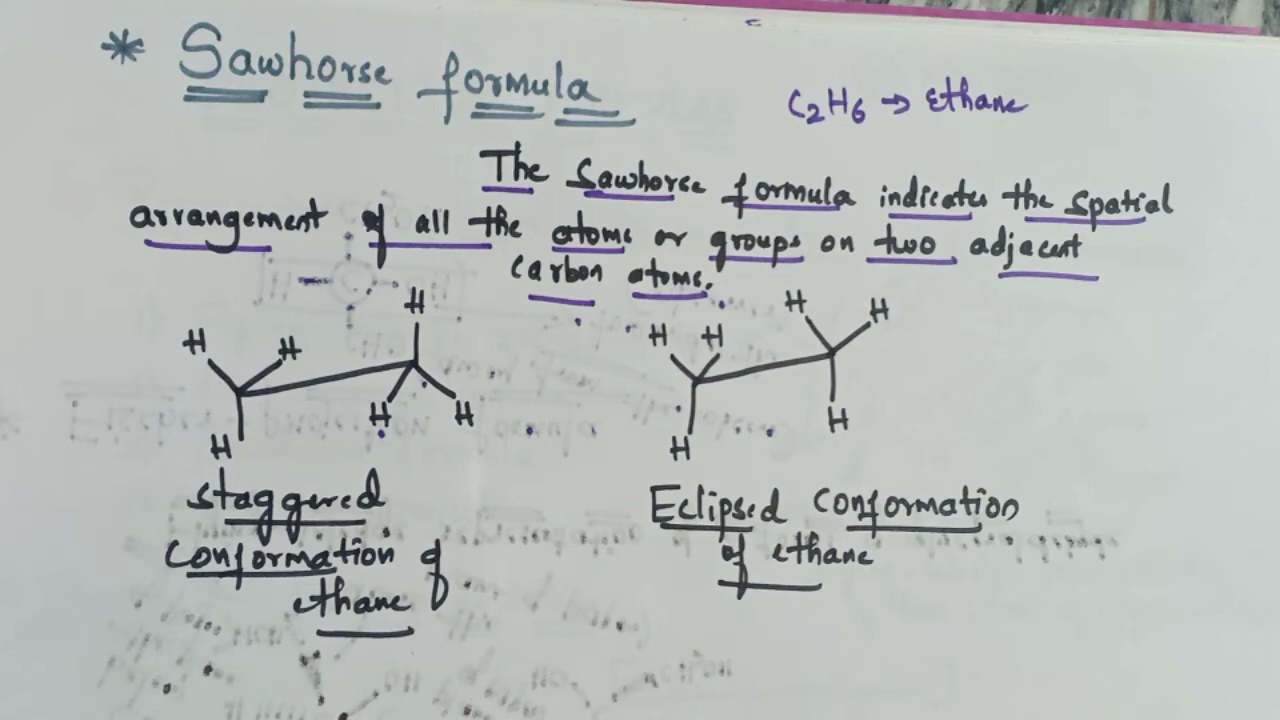 * Sawhorse formula
C2H6 → Ethane
The Sawhorse formula indicates the spatial
arrangement of all the atoms or groups on two adjacent
carbon atoms.
H H H H H H
H H H H H H
Staggered
conformation of
ethane
Eclipsed conformation
of ethane